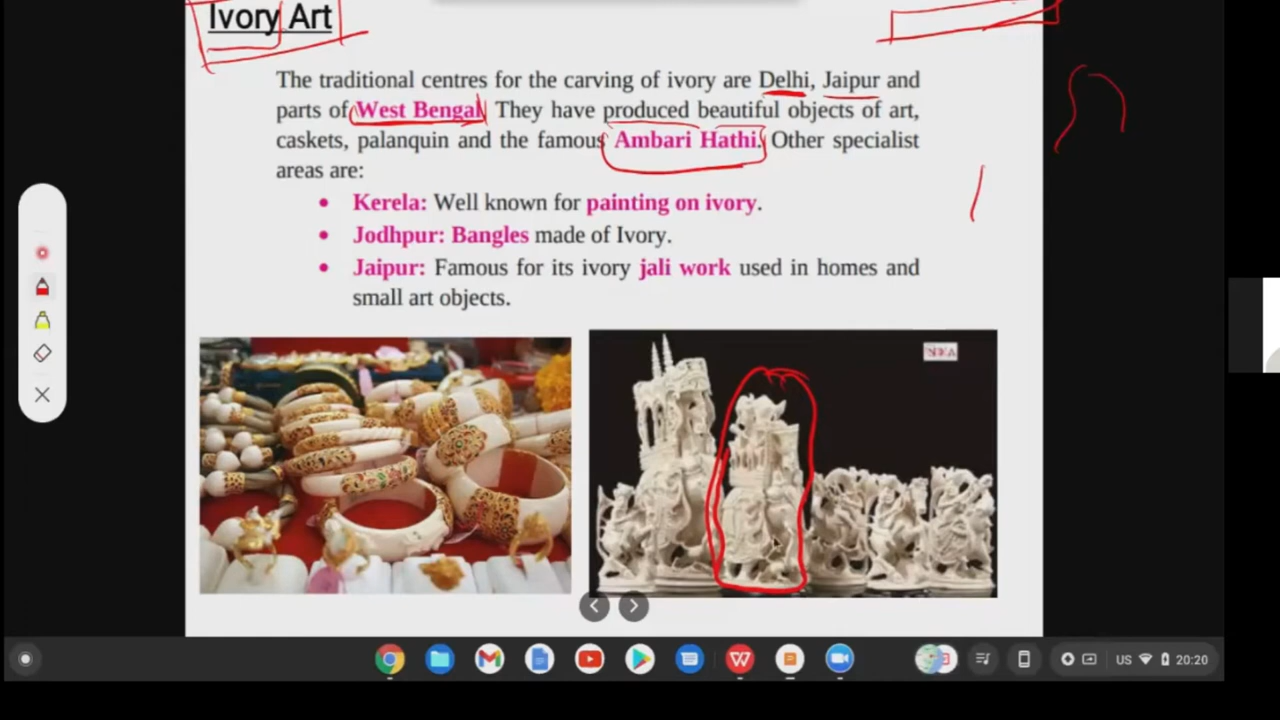 Ivory Art
The traditional centres for the carving of ivory are Delhi, Jaipur and
parts of West Bengal. They have produced beautiful objects of art,
caskets, palanquin and the famous Ambari Hathi. Other specialist
areas are:
• Kerela: Well known for painting on ivory.
• Jodhpur: Bangles made of Ivory.
• Jaipur: Famous for its ivory jali work used in homes and
small art objects.
INDIA
US 20:20